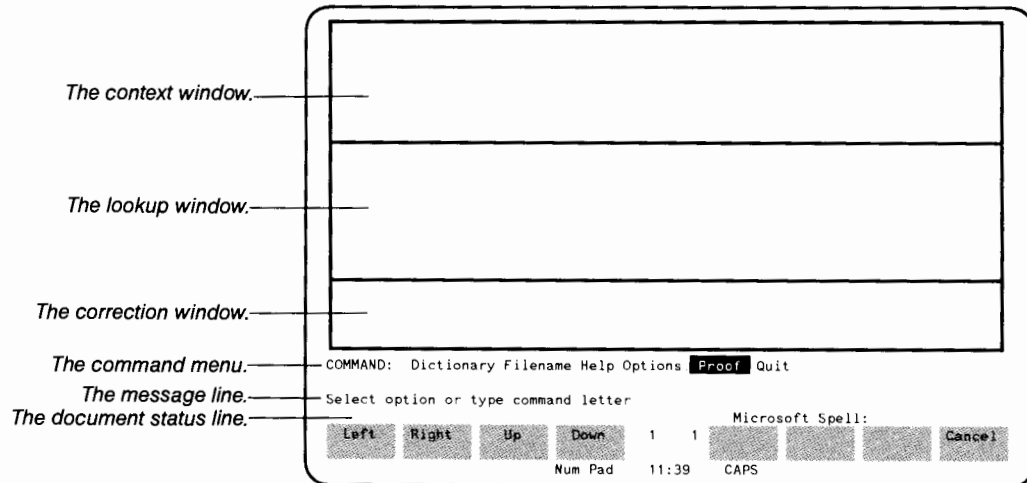 The context window.
The lookup window.
The correction window.
The command menu.
COMMAND: Dictionary Filename Help Options Proof Quit
The message line.
Select option or type command letter
The document status line.
Microsoft Spell:
Left Right Up Down 1 1 Cancel
Num Pad 11:39 CAPS